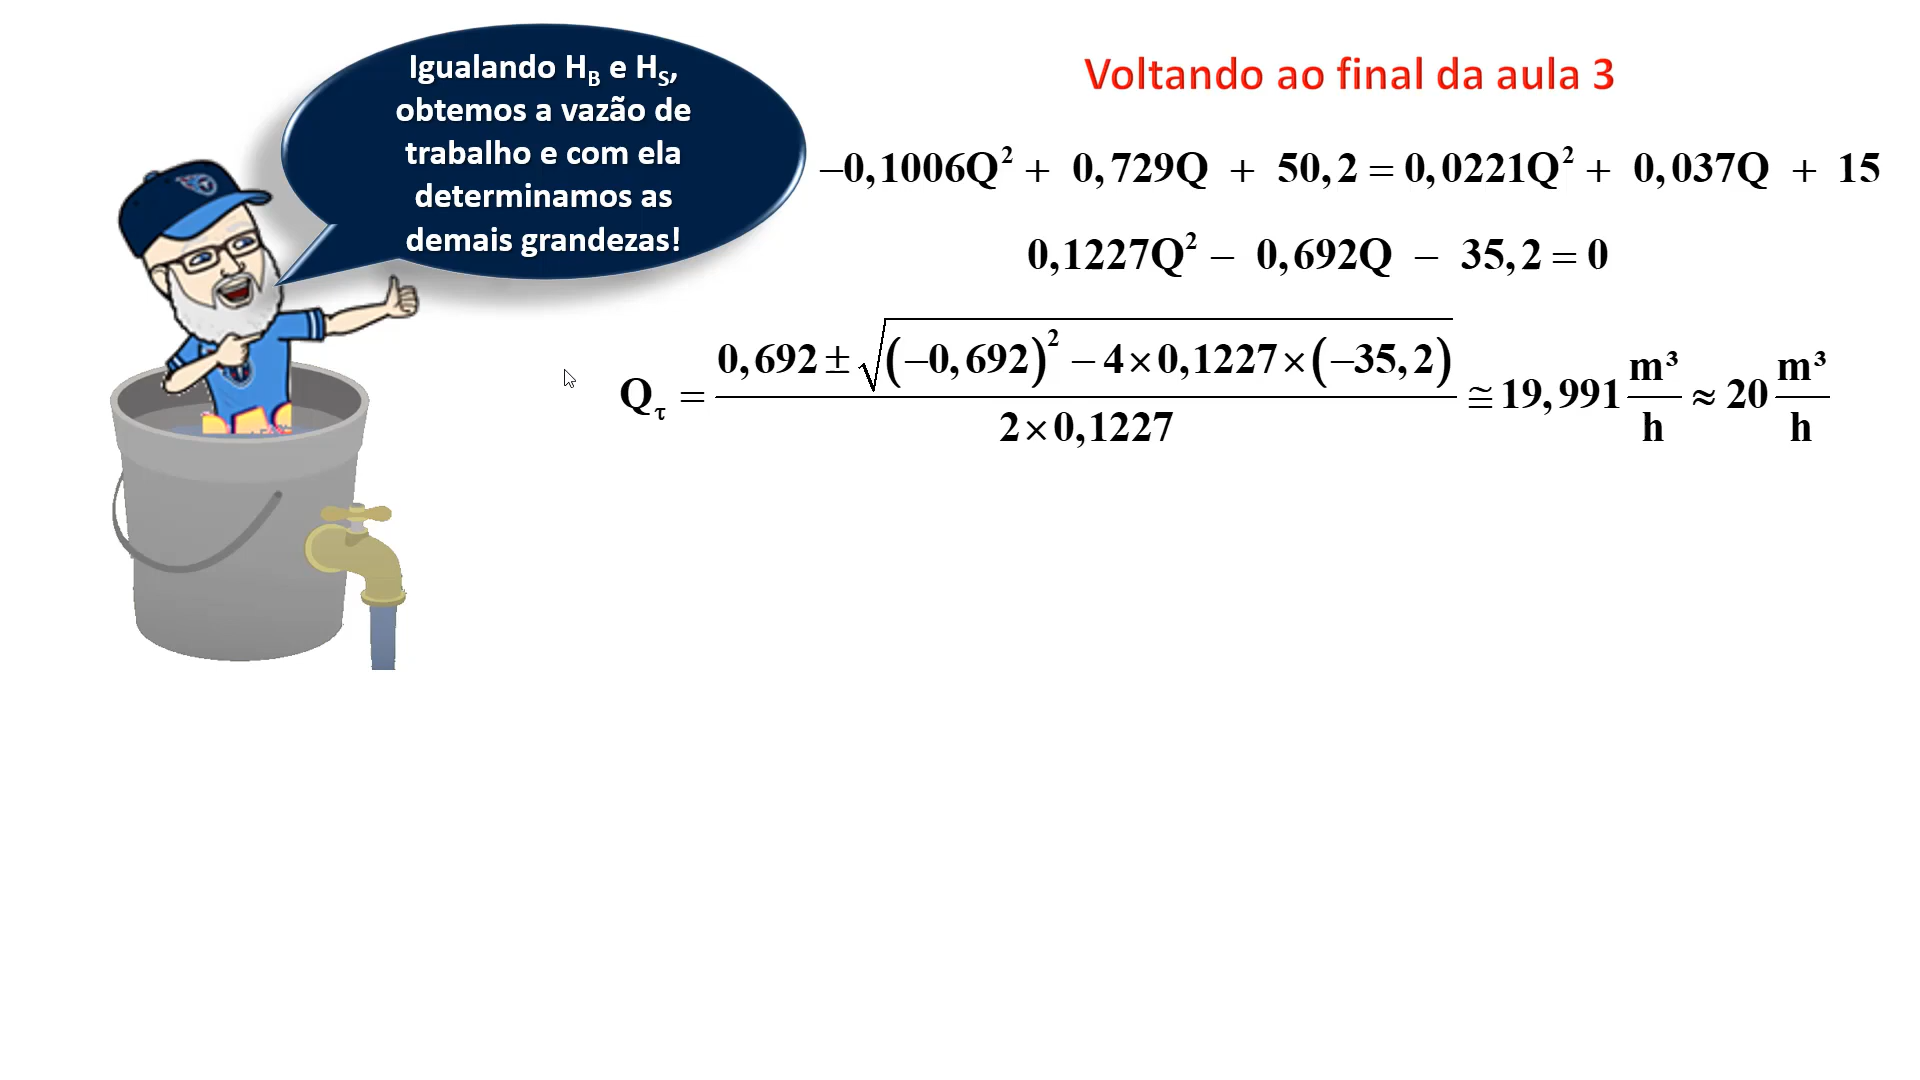 Igualando H_B e H_S,
obtemos a vazão de
trabalho e com ela
determinamos as
demais grandezas!
Voltando ao final da aula 3
−0,1006Q² + 0,729Q + 50,2 = 0,0221Q² + 0,037Q + 15
0,1227Q² − 0,692Q − 35,2 = 0
Q_τ = (0,692 ± √((−0,692)² − 4×0,1227×(−35,2))) / (2×0,1227) ≅ 19,991 m³/h ≈ 20 m³/h